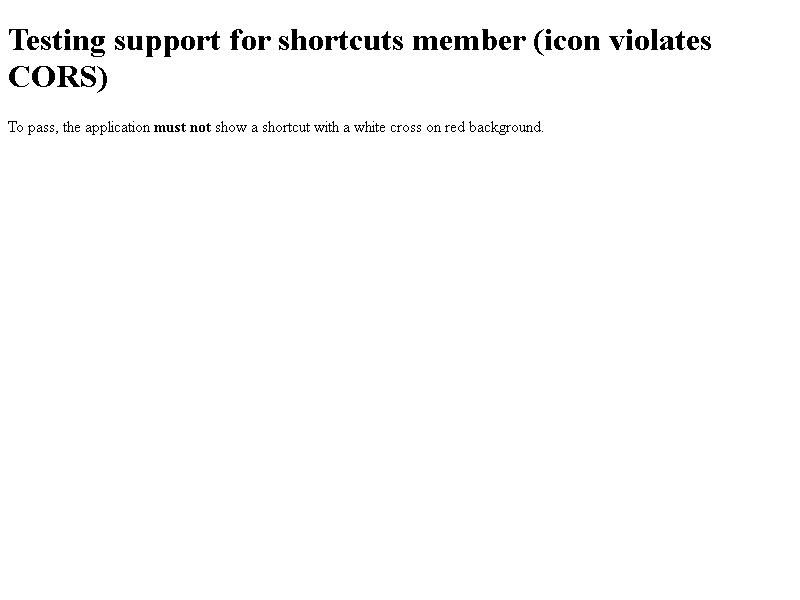 Testing support for shortcuts member (icon violates
CORS)
To pass, the application must not show a shortcut with a white cross on red background.